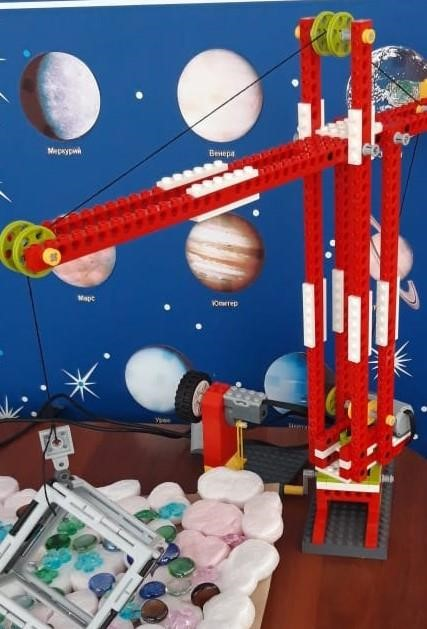 Меркурий
Венера
Марс
Юпитер
Уран